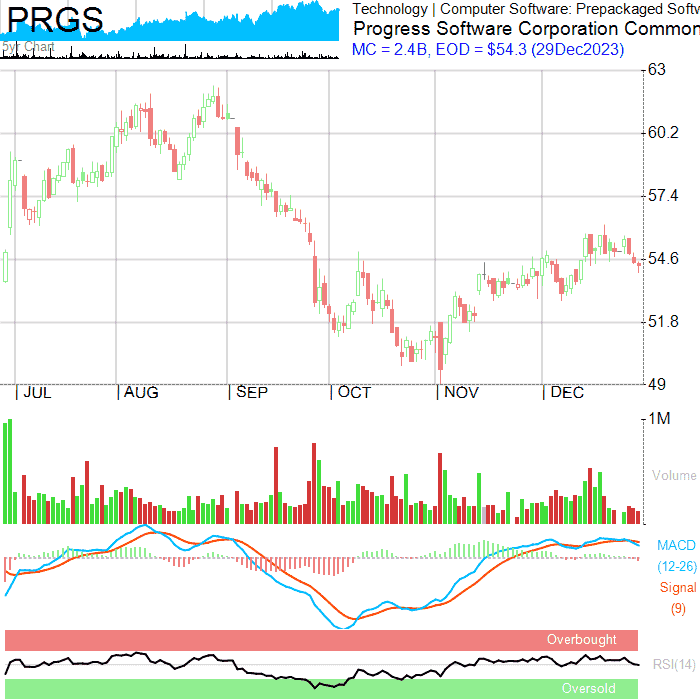 PRGS
5yr Chart
Technology | Computer Software: Prepackaged Softw
Progress Software Corporation Common
MC = 2.4B, EOD = $54.3 (29Dec2023)
63
60.2
57.4
54.6
51.8
49
JUL
AUG
SEP
OCT
NOV
DEC
1M
Volume
MACD
(12-26)
Signal
(9)
Overbought
RSI(14)
Oversold